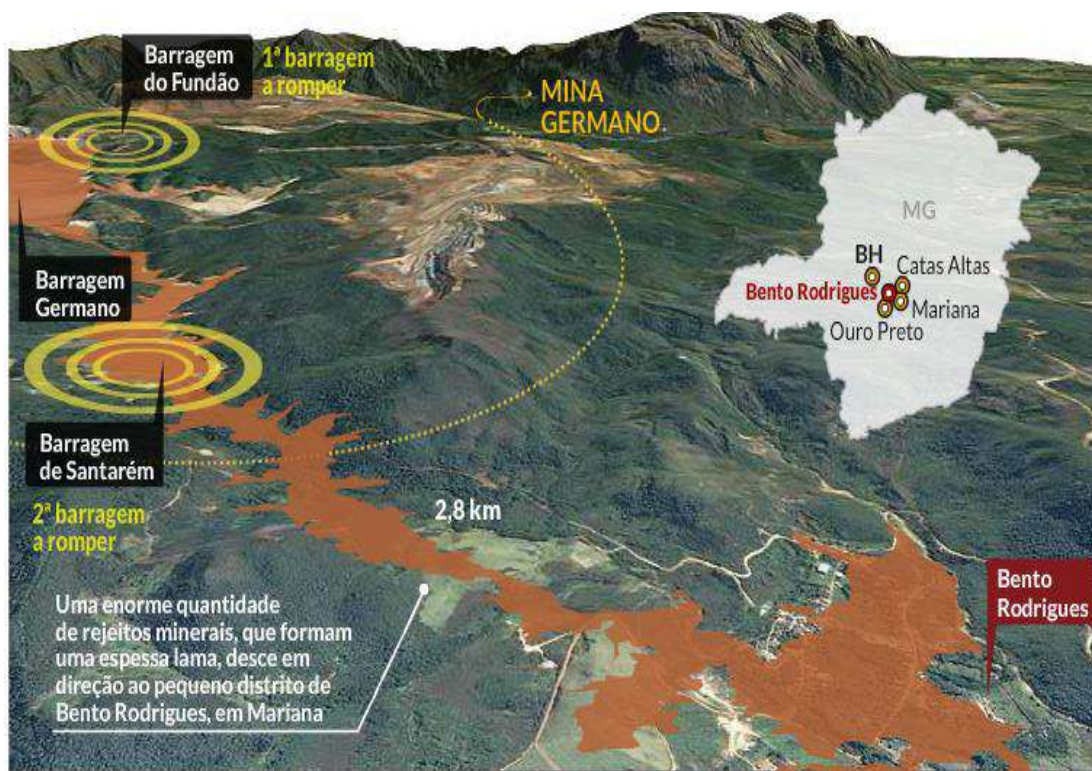 Barragem
do Fundão
1ª barragem
a romper
MINA
GERMANO
MG
BH
Catas Altas
Bento Rodrigues
Mariana
Ouro Preto
Barragem
Germano
Barragem
de Santarém
2ª barragem
a romper
2,8 km
Uma enorme quantidade
de rejeitos minerais, que formam
uma espessa lama, desce em
direção ao pequeno distrito de
Bento Rodrigues, em Mariana
Bento
Rodrigues